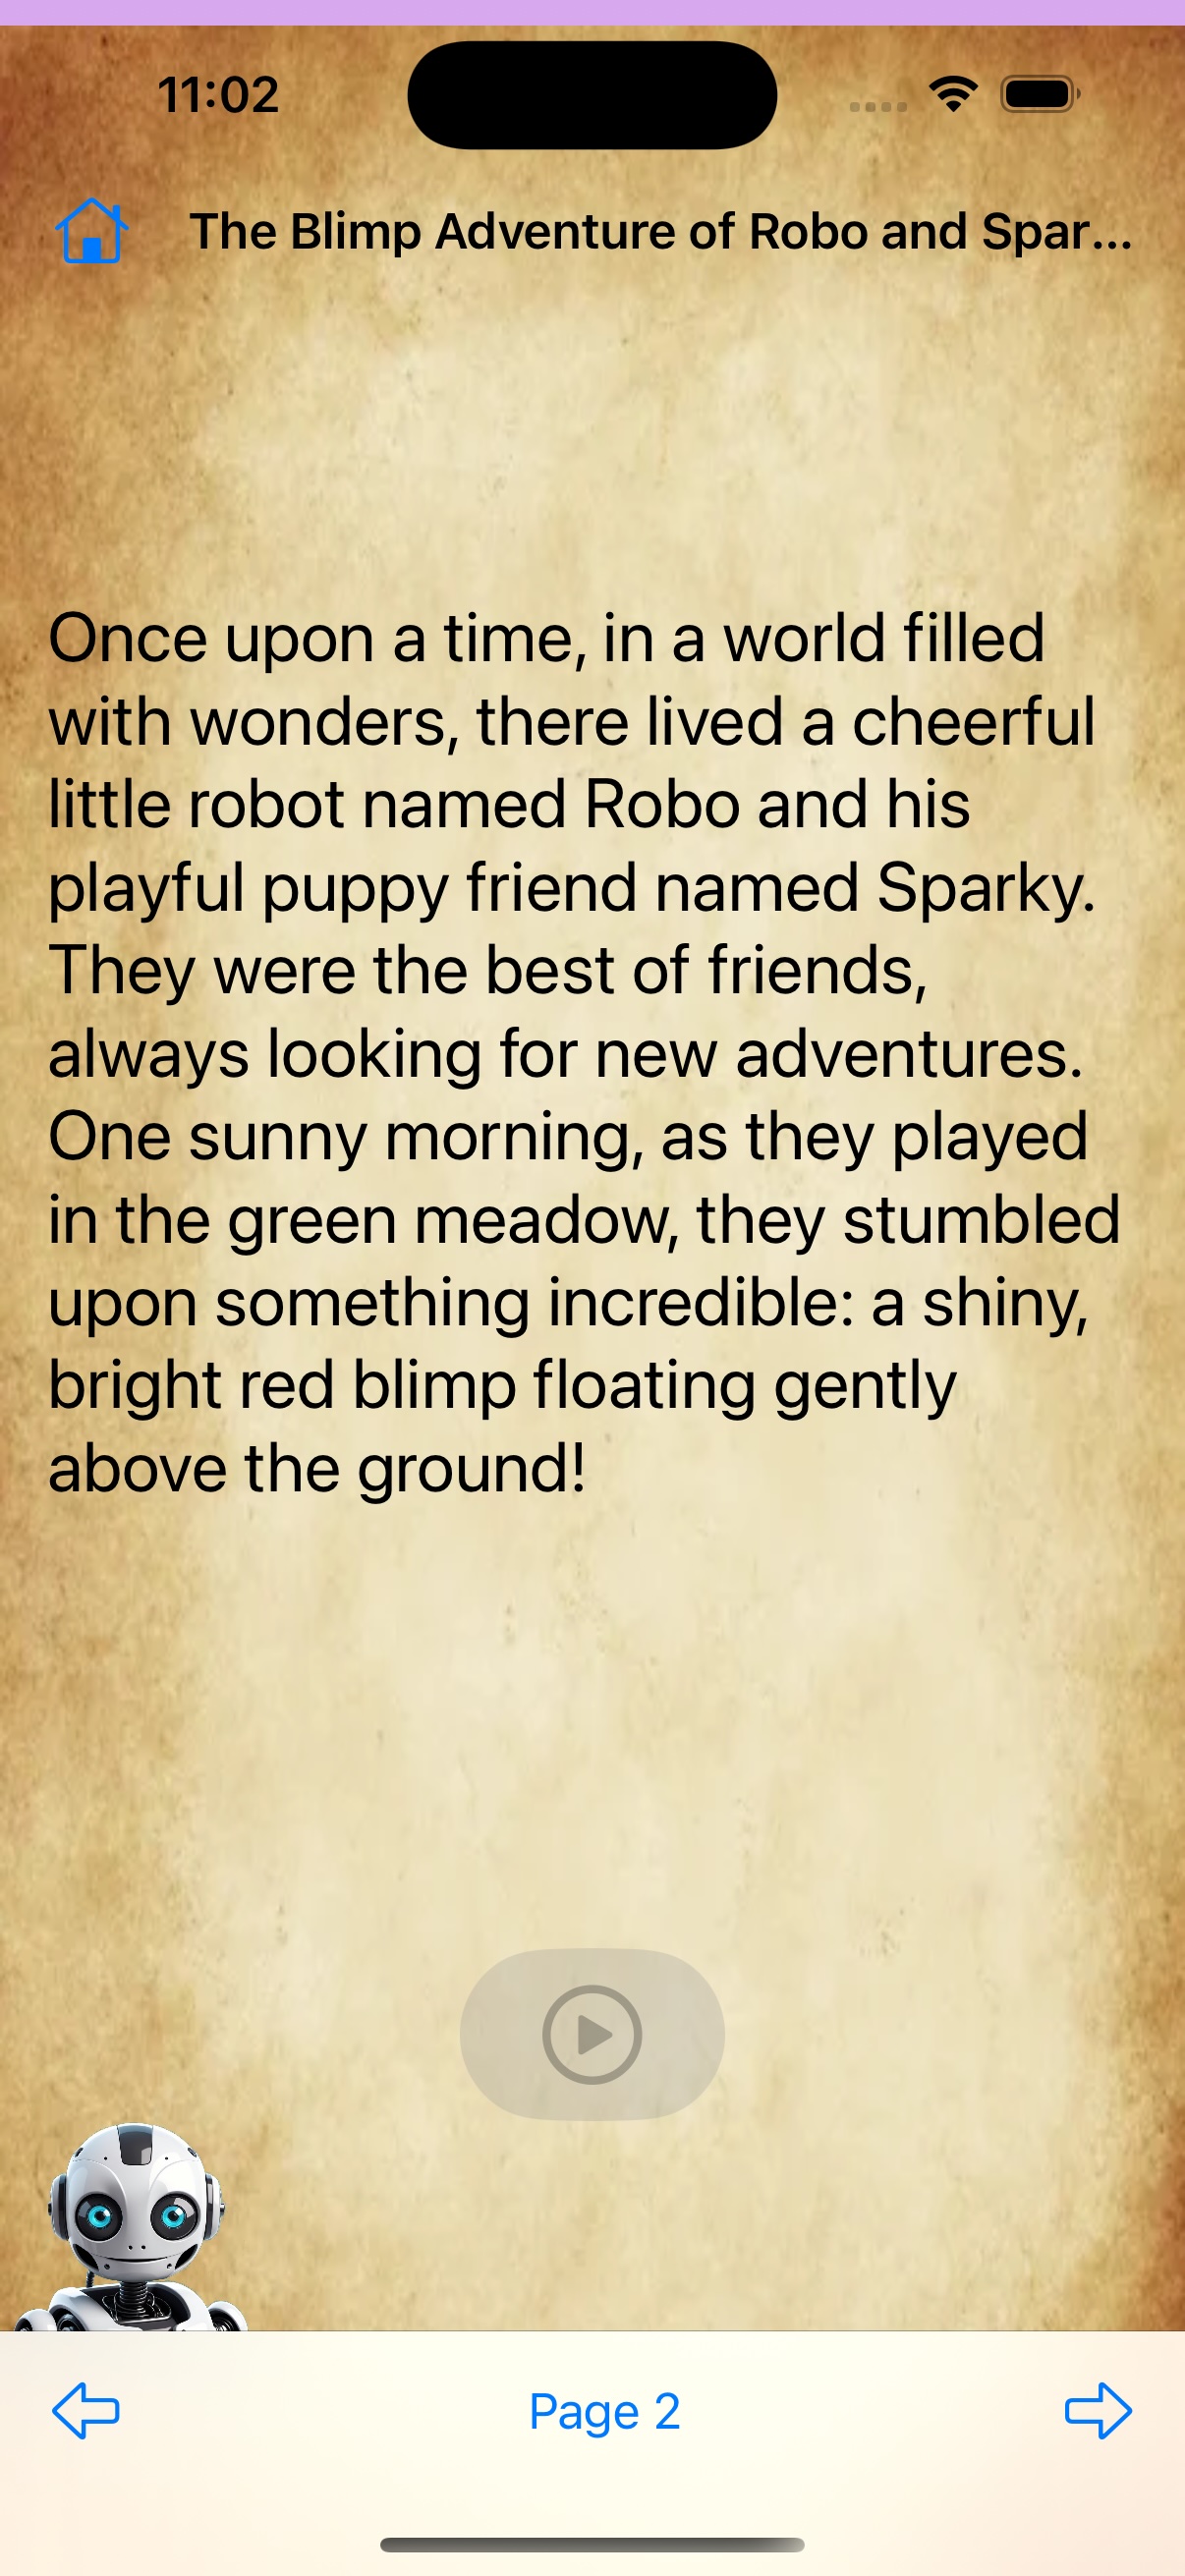 11:02
The Blimp Adventure of Robo and Spar...
Once upon a time, in a world filled
with wonders, there lived a cheerful
little robot named Robo and his
playful puppy friend named Sparky.
They were the best of friends,
always looking for new adventures.
One sunny morning, as they played
in the green meadow, they stumbled
upon something incredible: a shiny,
bright red blimp floating gently
above the ground!
Page 2